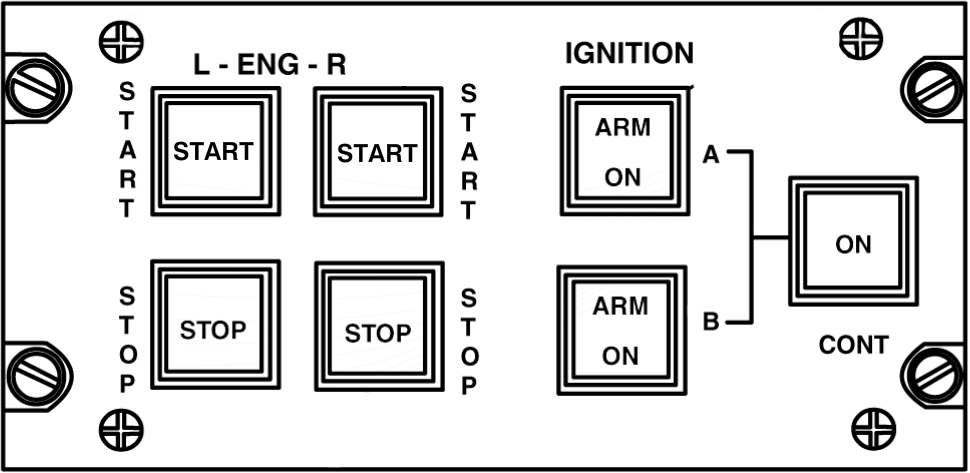 L - ENG - R
IGNITION
START
START
START
START
ARM
ON
A
ON
CONT
STOP
STOP
STOP
STOP
ARM
ON
B